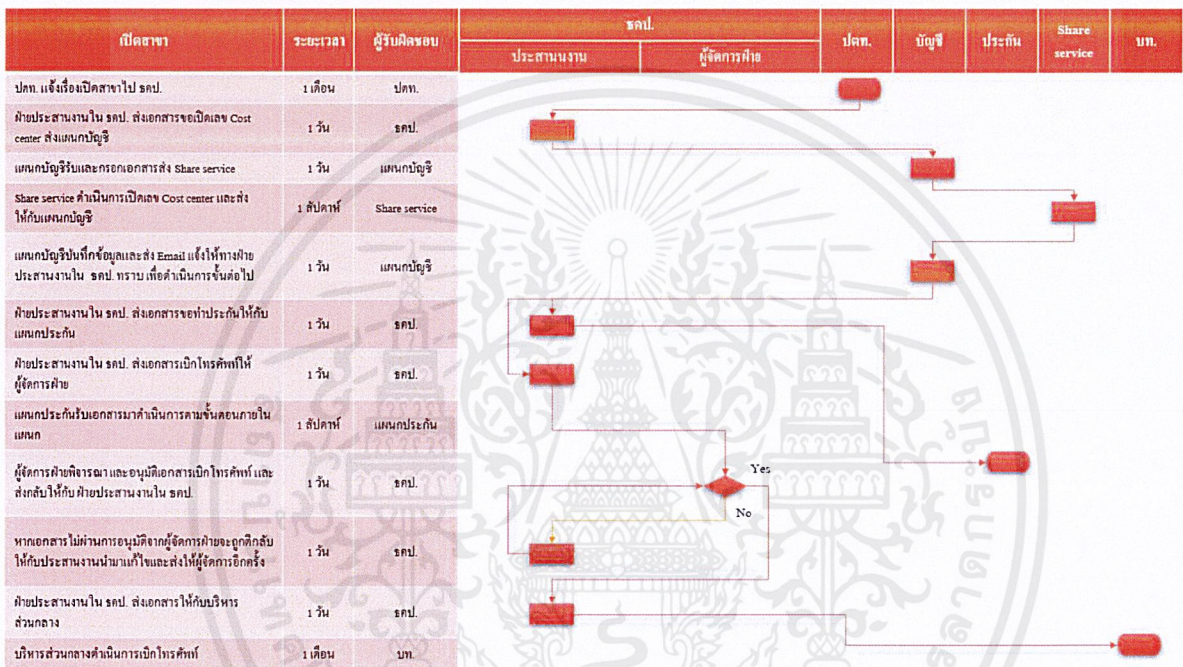 เปิดสาขา ระยะเวลา ผู้รับผิดชอบ ธคป. ปตท. บัญชี ประกัน Share service บท.
ประสานนงาน ผู้จัดการฝ่าย
ปตท. แจ้งเรื่องเปิดสาขาไป ธคป. 1 เดือน ปตท.
ฝ่ายประสานงานใน ธคป. ส่งเอกสารขอเปิดเลข Cost
center ส่งแผนกบัญชี 1 วัน ธคป.
แผนกบัญชีรับและกรอกเอกสารส่ง Share service 1 วัน แผนกบัญชี
Share service ดำเนินการเปิดเลข Cost center และส่ง
ให้กับแผนกบัญชี 1 สัปดาห์ Share service
แผนกบัญชีบันทึกข้อมูลและส่ง Email แจ้งให้ทางฝ่าย
ประสานงานใน ธคป. ทราบ เพื่อดำเนินการขั้นต่อไป 1 วัน แผนกบัญชี
ฝ่ายประสานงานใน ธคป. ส่งเอกสารขอทำประกันให้กับ
แผนกประกัน 1 วัน ธคป.
ฝ่ายประสานงานใน ธคป. ส่งเอกสารเบิกโทรศัพท์ให้
ผู้จัดการฝ่าย 1 วัน ธคป.
แผนกประกันรับเอกสารมาดำเนินการตามขั้นตอนภายใน
แผนก 1 สัปดาห์ แผนกประกัน
ผู้จัดการฝ่ายพิจารณา และอนุมัติเอกสารเบิกโทรศัพท์ และ
ส่งกลับให้กับ ฝ่ายประสานงานใน ธคป. 1 วัน ธคป.
Yes
No
หากเอกสารไม่ผ่านการอนุมัติจากผู้จัดการฝ่ายจะถูกตีกลับ
ให้กับประสานงานนำมาแก้ไขและส่งให้ผู้จัดการอีกครั้ง 1 วัน ธคป.
ฝ่ายประสานงานใน ธคป. ส่งเอกสารให้กับบริหาร
ส่วนกลาง 1 วัน ธคป.
บริหารส่วนกลางดำเนินการเบิกโทรศัพท์ 1 เดือน บท.